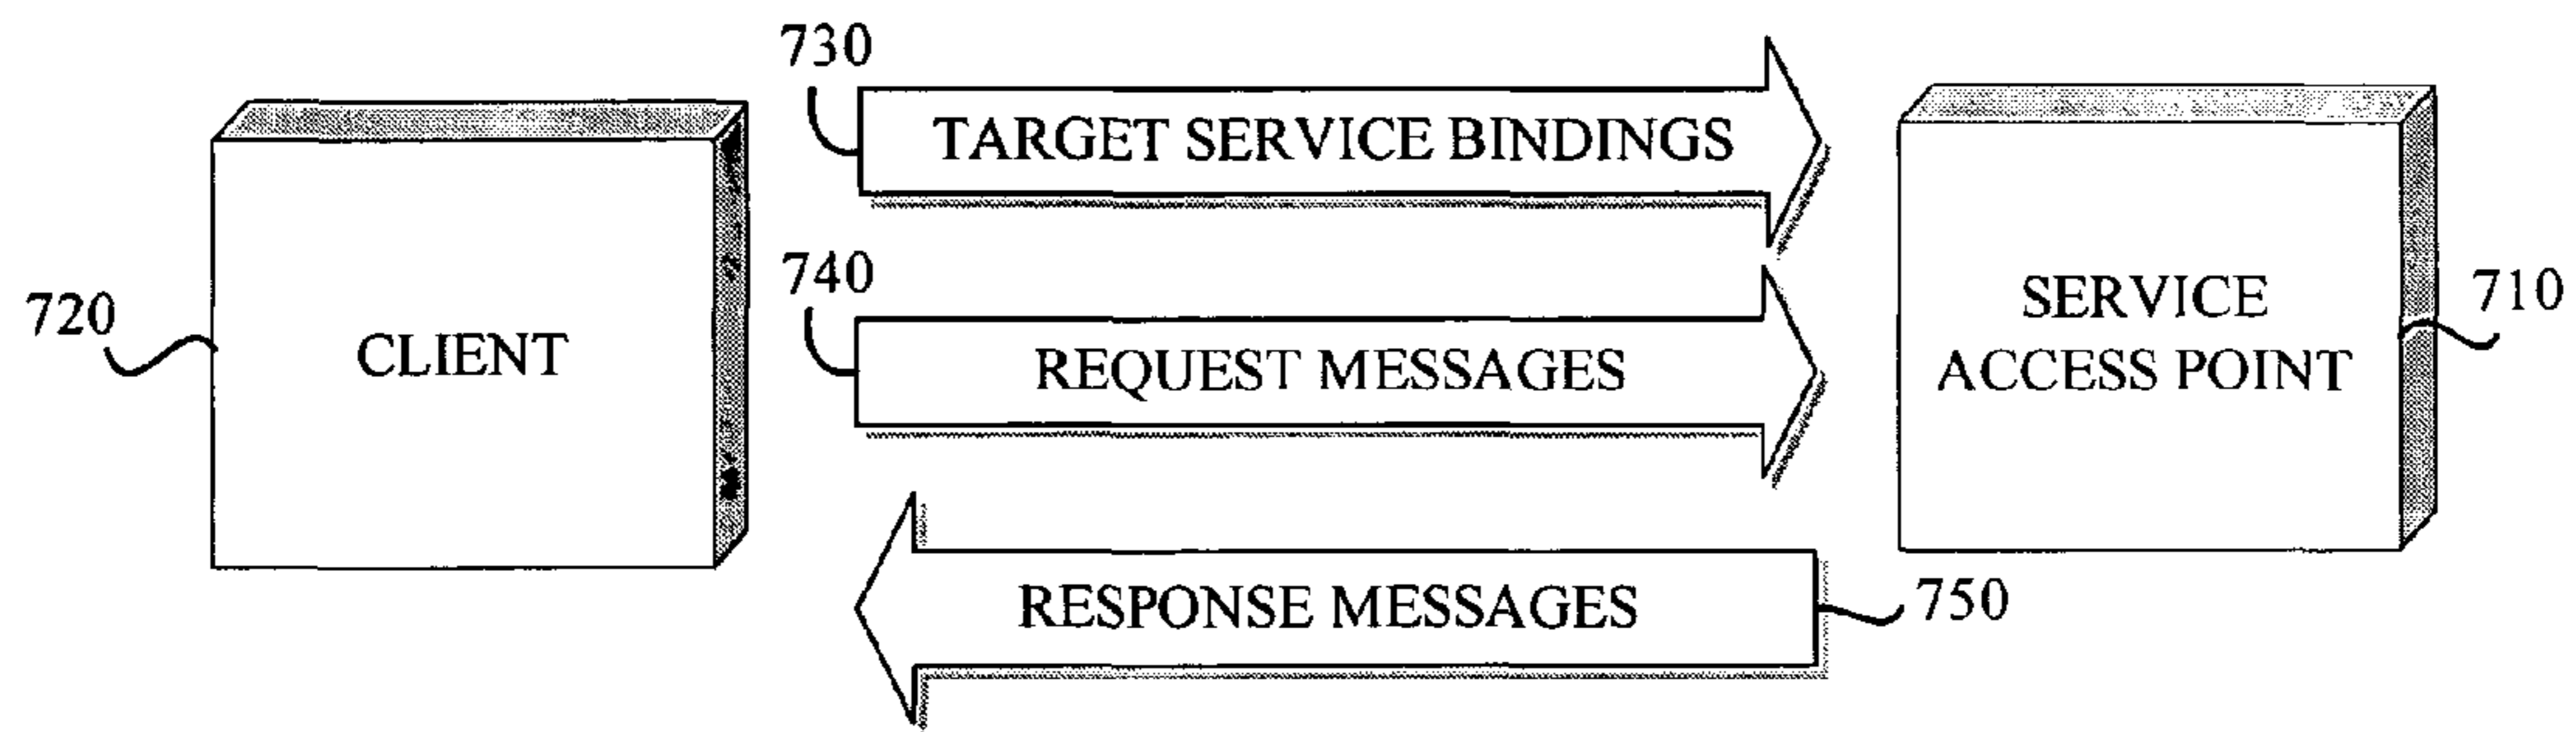 730
TARGET SERVICE BINDINGS
740
720
CLIENT
REQUEST MESSAGES
SERVICE
ACCESS POINT
710
RESPONSE MESSAGES
750